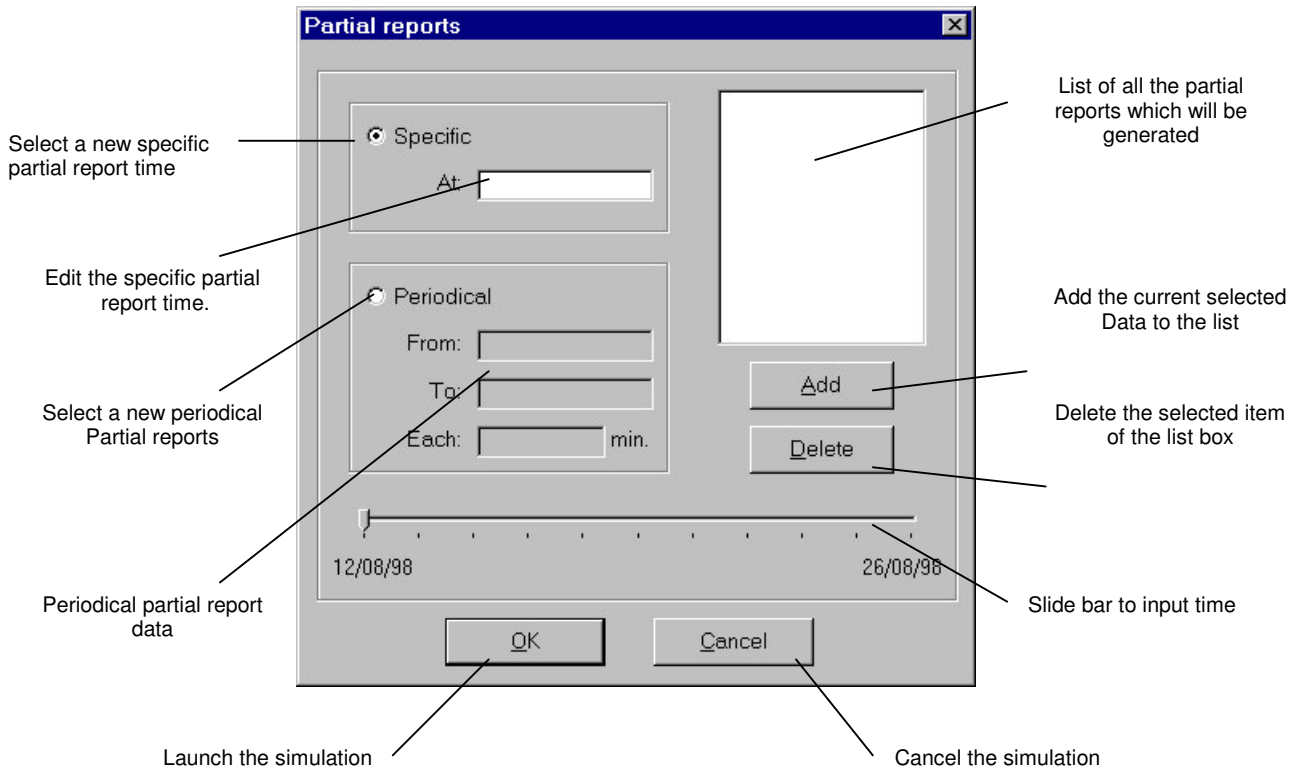 Partial reports
Select a new specific
partial report time
Specific
At:
List of all the partial
reports which will be
generated
Edit the specific partial
report time.
Periodical
From:
To:
Each:
min.
Add the current selected
Data to the list
Add
Select a new periodical
Partial reports
Delete the selected item
of the list box
Delete
12/08/98
26/08/98
Periodical partial report
data
Slide bar to input time
OK
Cancel
Launch the simulation
Cancel the simulation